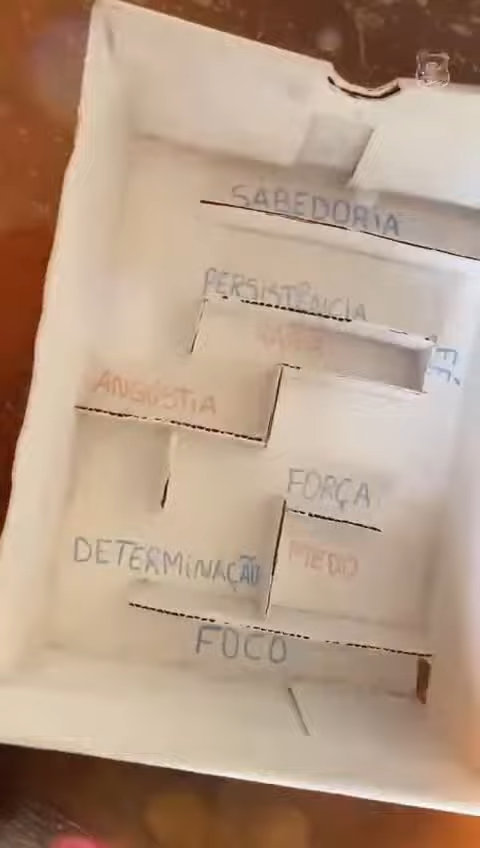 SABEDORIA
PERSISTÊNCIA
FÉ
ANGÚSTIA
FORÇA
DETERMINAÇÃO
MEDO
FOCO